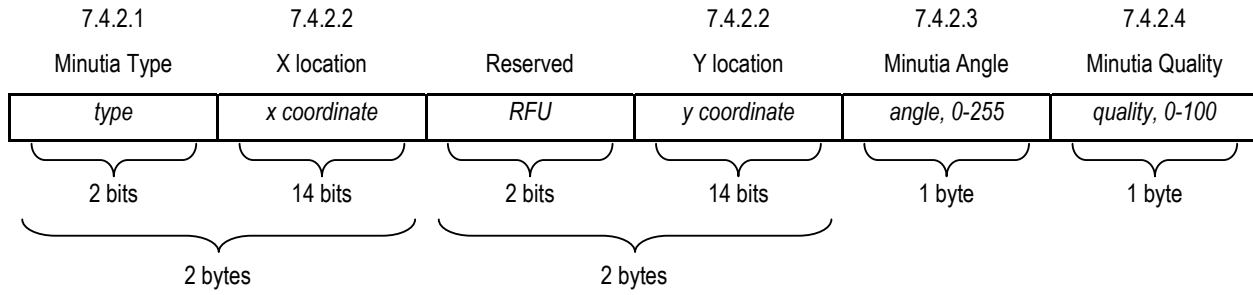 7.4.2.1 7.4.2.2 7.4.2.2 7.4.2.3 7.4.2.4
Minutia Type X location Reserved Y location Minutia Angle Minutia Quality
type x coordinate RFU y coordinate angle, 0-255 quality, 0-100
2 bits 14 bits 2 bits 14 bits 1 byte 1 byte
2 bytes 2 bytes